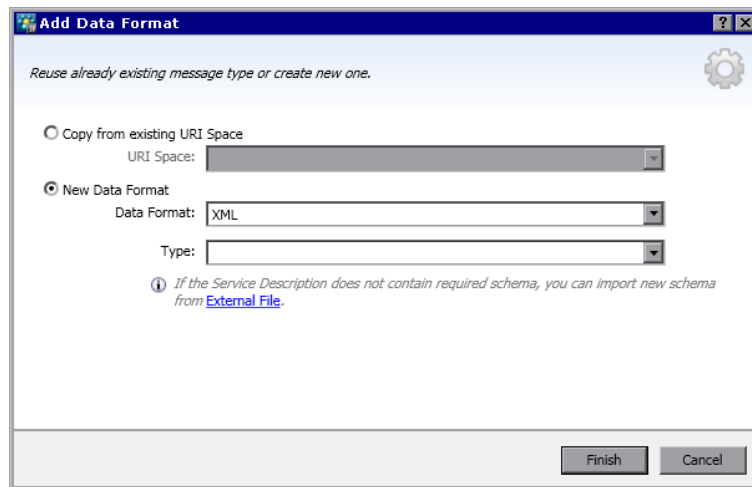 Add Data Format
Reuse already existing message type or create new one.
Copy from existing URI Space
URI Space:
New Data Format
Data Format: XML
Type:
If the Service Description does not contain required schema, you can import new schema
from External File.
Finish Cancel